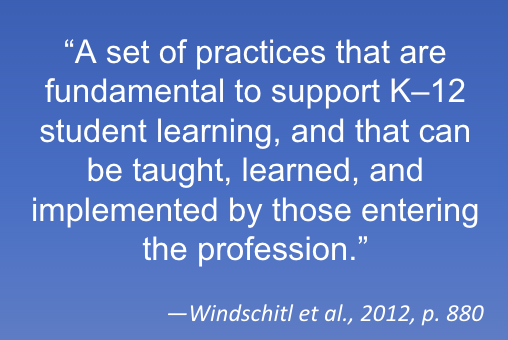 “A set of practices that are
fundamental to support K–12
student learning, and that can
be taught, learned, and
implemented by those entering
the profession.”
—Windschitl et al., 2012, p. 880